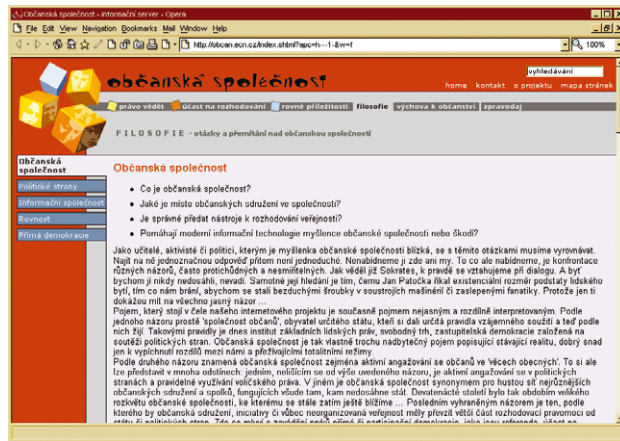 Občanská společnost - informační server - Opera
File Edit View Navigation Bookmarks Mail Window Help
http://obcan.ecn.cz/index.shtml?apc=h---1-&w=f
100%
občanská společnost
vyhledávání
home kontakt o projektu mapa stránek
právo vědět účast na rozhodování rovné příležitosti filosofie výchova k občanství zpravodaj
FILOSOFIE - otázky a přemítání nad občanskou společností
Občanská
společnost
Politické strany
Informační společnost
Rovnost
Přímá demokracie
Občanská společnost
Co je občanská společnost?
Jaké je místo občanských sdružení ve společnosti?
Je správné předat nástroje k rozhodování veřejnosti?
Pomáhají moderní informační technologie myšlence občanské společnosti nebo škodí?
Jako učitelé, aktivisté či politici, kterým je myšlenka občanské společnosti blízká, se s těmito otázkami musíme vyrovnávat.
Najít na ně jednoznačnou odpověď přitom není jednoduché. Nenabídneme ji zde ani my. To co ale nabídneme, je konfrontace
různých názorů, často protichůdných a nesmiřitelných. Jak věděl již Sokrates, k pravdě se vztahujeme při dialogu. A byť
bychom jí nikdy nedosáhli, nevadí. Samotné její hledání je tím, čemu Jan Patočka říkal existenciální rozměr podstaty lidského
bytí, tím co nám brání, abychom se stali bezduchými šroubky v soustrojích mašinérií či zaslepenými fanatiky. Protože jen ti
dokážou mít na všechno jasný názor ...
Pojem, který stojí v čele našeho internetového projektu je současně pojmem nejasným a rozdílně interpretovaným. Podle
jednoho názoru prostě 'společnost občanů', obyvatel určitého státu, kteří si dali určitá pravidla vzájemného soužití a teď podle
nich žijí. Takovými pravidly je dnes institut základních lidských práv, svobodný trh, zastupitelská demokracie založená na
soutěži politických stran. Občanská společnost je tak vlastně trochu nadbytečný pojem popisující stávající realitu, dobrý snad
jen k vypíchnutí rozdílů mezi námi a přežívajícími totalitními režimy.
Podle druhého názoru znamená občanská společnost zejména aktivní angažování se občanů ve 'věcech obecných'. To si ale
lze představit v mnoha odstínech: jedním, nelišícím se od výše uvedeného názoru, je aktivní angažování se v politických
stranách a pravidelné využívání voličského práva. V jiném je občanská společnost synonymem pro hustou síť nejrůznějších
občanských sdružení a spolků, fungujících všude tam, kam nedosáhne stát. Devatenácté století bylo tak obdobím velikého
rozkvětu občanské společnosti, ke kterému se stále zatím ještě blížíme ... Posledním vyhraněným názorem je ten, podle
kterého by občanská sdružení, iniciativy či vůbec neorganizovaná veřejnost měly převzít větší část rozhodovací pravomoci od